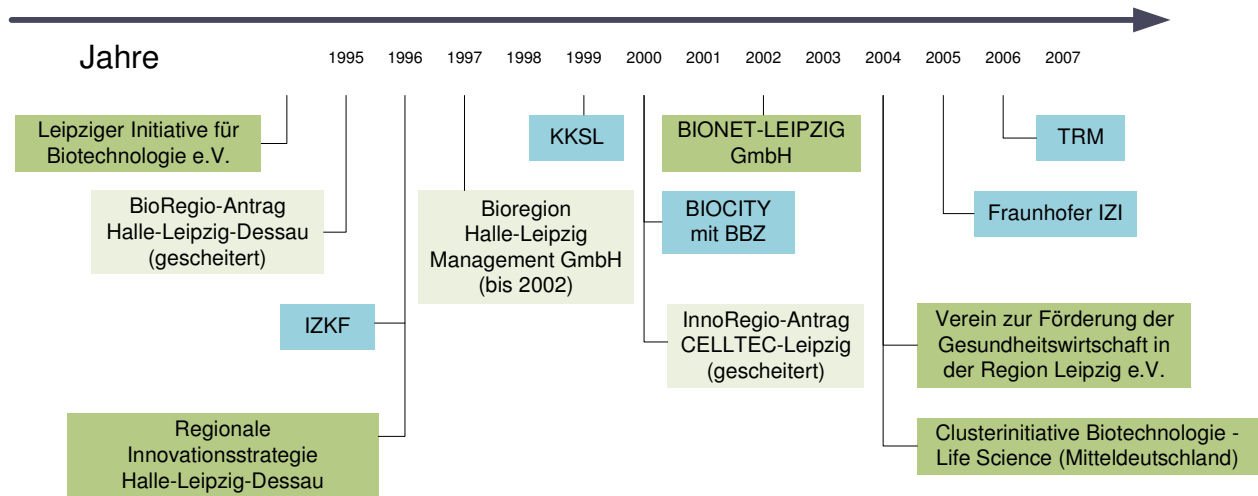 Jahre
1995 1996 1997 1998 1999 2000 2001 2002 2003 2004 2005 2006 2007
Leipziger Initiative für
Biotechnologie e.V.
KKSL
BIONET-LEIPZIG
GmbH
TRM
BioRegio-Antrag
Halle-Leipzig-Dessau
(gescheitert)
Bioregion
Halle-Leipzig
Management GmbH
(bis 2002)
BIOCITY
mit BBZ
Fraunhofer IZI
IZKF
InnoRegio-Antrag
CELLTEC-Leipzig
(gescheitert)
Verein zur Förderung der
Gesundheitswirtschaft in
der Region Leipzig e.V.
Regionale
Innovationsstrategie
Halle-Leipzig-Dessau
Clusterinitiative Biotechnologie -
Life Science (Mitteldeutschland)